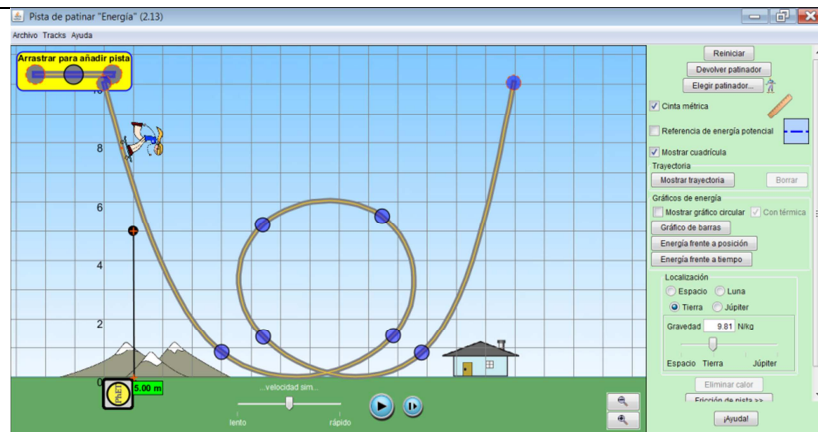 Pista de patinar "Energía" (2.13)
Archivo Tracks Ayuda
Arrastrar para añadir pista
10
8
6
4
2
0
5.00 m
PhET
...velocidad sim...
lento rápido
Reiniciar
Devolver patinador
Elegir patinador...
Cinta métrica
Referencia de energía potencial
Mostrar cuadrícula
Trayectoria
Mostrar trayectoria Borrar
Gráficos de energía
Mostrar gráfico circular Con térmica
Gráfico de barras
Energía frente a posición
Energía frente a tiempo
Localización
Espacio Luna
Tierra Júpiter
Gravedad 9.81 N/kg
Espacio Tierra Júpiter
Eliminar calor
Fricción de pista >>
¡Ayuda!